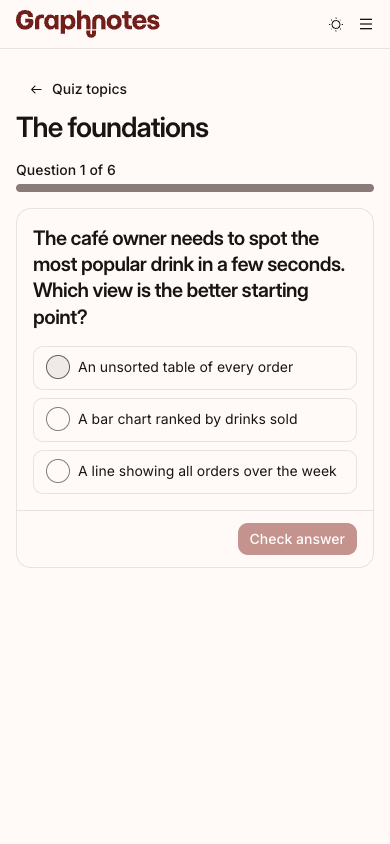 Graphnotes
← Quiz topics
The foundations
Question 1 of 6
The café owner needs to spot the
most popular drink in a few seconds.
Which view is the better starting
point?
An unsorted table of every order
A bar chart ranked by drinks sold
A line showing all orders over the week
Check answer